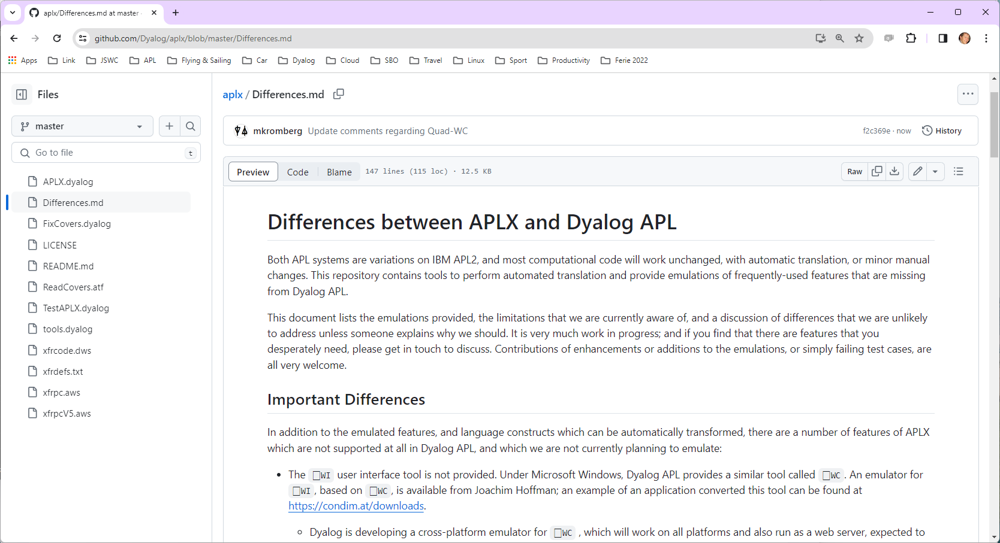 aplx/Differences.md at master
github.com/Dyalog/aplx/blob/master/Differences.md
Apps Link JSWC APL Flying & Sailing Car Dyalog Cloud SBO Travel Linux Sport Productivity Ferie 2022
Files
master
Go to file t
APLX.dyalog
Differences.md
FixCovers.dyalog
LICENSE
README.md
ReadCovers.atf
TestAPLX.dyalog
tools.dyalog
xfrcode.dws
xfrdefs.txt
xfrpc.aws
xfrpcV5.aws
aplx / Differences.md
mkromberg Update comments regarding Quad-WC f2c369e · now History
Preview Code Blame 147 lines (115 loc) · 12.5 KB Raw
Differences between APLX and Dyalog APL
Both APL systems are variations on IBM APL2, and most computational code will work unchanged, with automatic translation, or minor manual
changes. This repository contains tools to perform automated translation and provide emulations of frequently-used features that are missing
from Dyalog APL.
This document lists the emulations provided, the limitations that we are currently aware of, and a discussion of differences that we are unlikely
to address unless someone explains why we should. It is very much work in progress; and if you find that there are features that you
desperately need, please get in touch to discuss. Contributions of enhancements or additions to the emulations, or simply failing test cases, are
all very welcome.
Important Differences
In addition to the emulated features, and language constructs which can be automatically transformed, there are a number of features of APLX
which are not supported at all in Dyalog APL, and which we are not currently planning to emulate:
• The ⎕WI user interface tool is not provided. Under Microsoft Windows, Dyalog APL provides a similar tool called ⎕WC. An emulator for
⎕WI, based on ⎕WC, is available from Joachim Hoffman; an example of an application converted this tool can be found at
https://condim.at/downloads.
○ Dyalog is developing a cross-platform emulator for ⎕WC , which will work on all platforms and also run as a web server, expected to